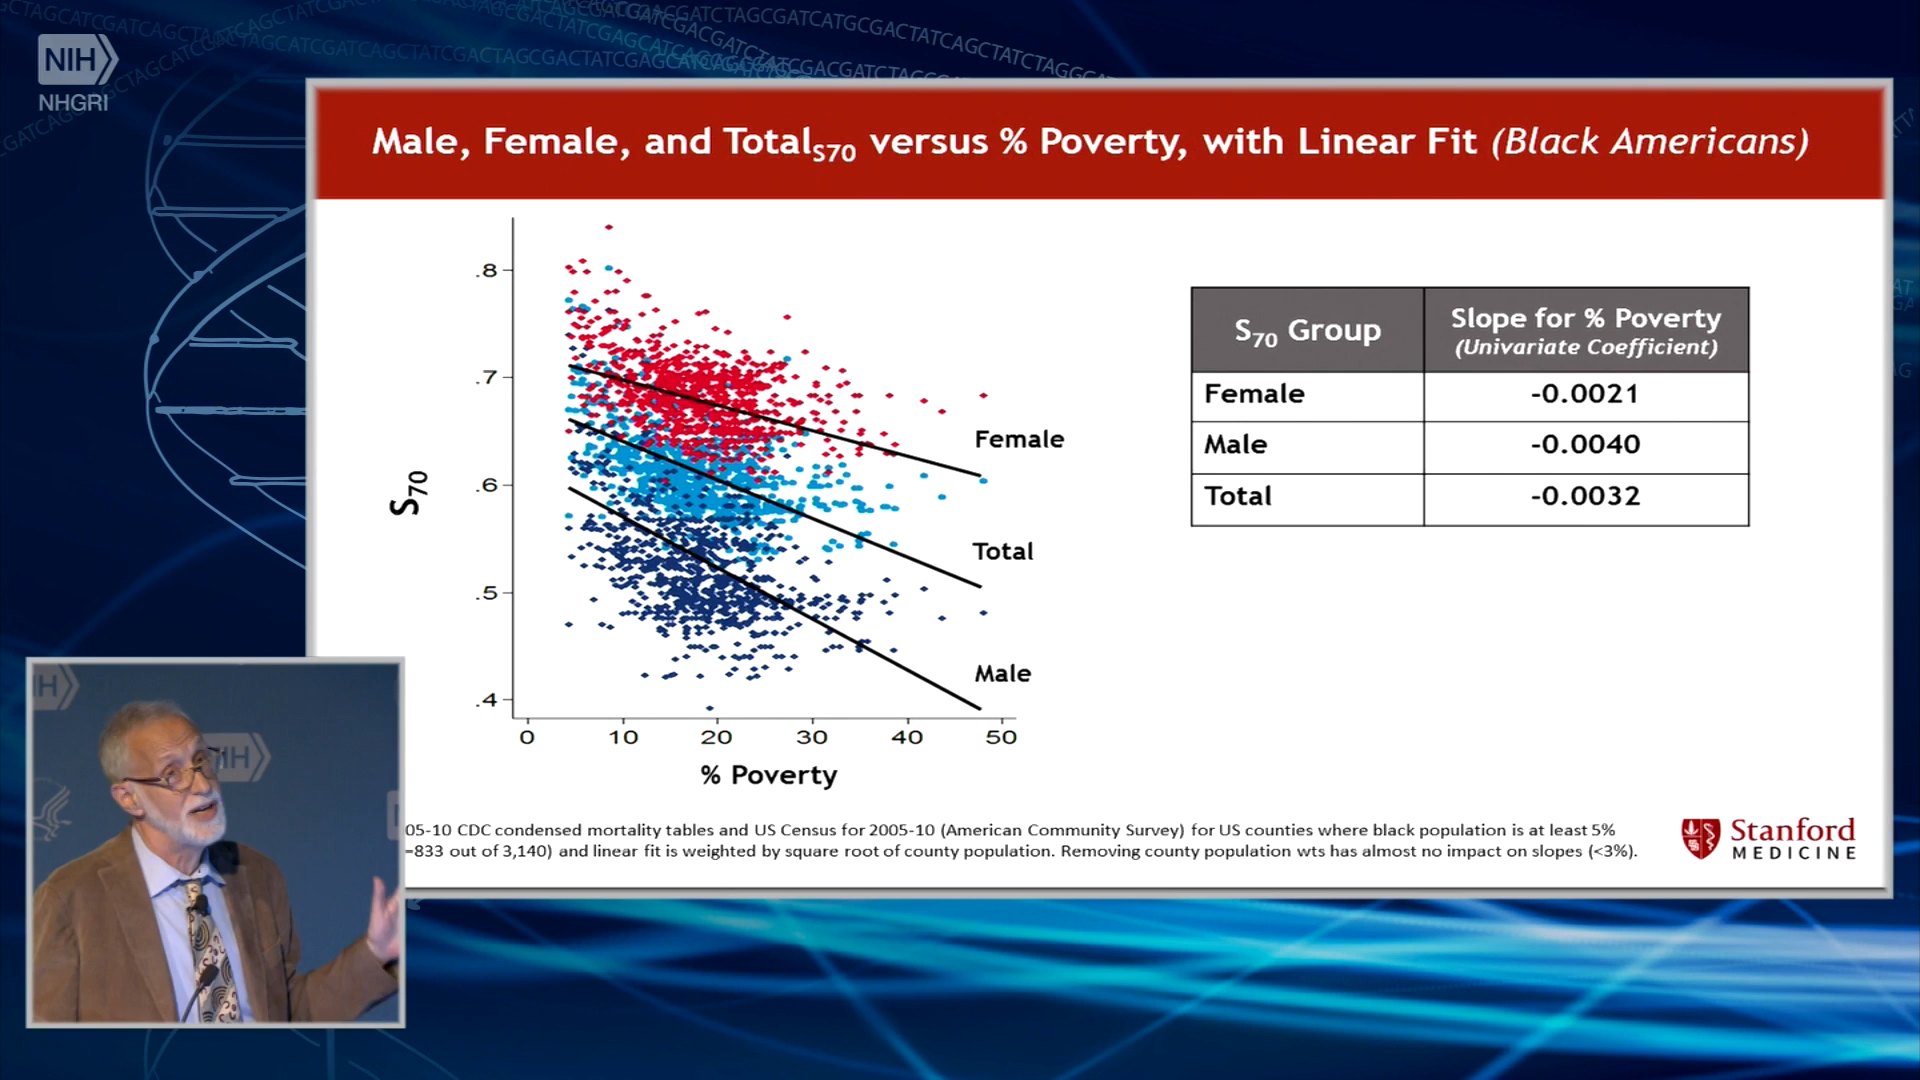 NIH
NHGRI
Male, Female, and Total S70 versus % Poverty, with Linear Fit (Black Americans)
.8
.7
.6
.5
.4
S70
0 10 20 30 40 50
% Poverty
Female
Total
Male
S70 Group
Slope for % Poverty
(Univariate Coefficient)
Female -0.0021
Male -0.0040
Total -0.0032
05-10 CDC condensed mortality tables and US Census for 2005-10 (American Community Survey) for US counties where black population is at least 5%
=833 out of 3,140) and linear fit is weighted by square root of county population. Removing county population wts has almost no impact on slopes (<3%).
Stanford
MEDICINE
IH
NIH